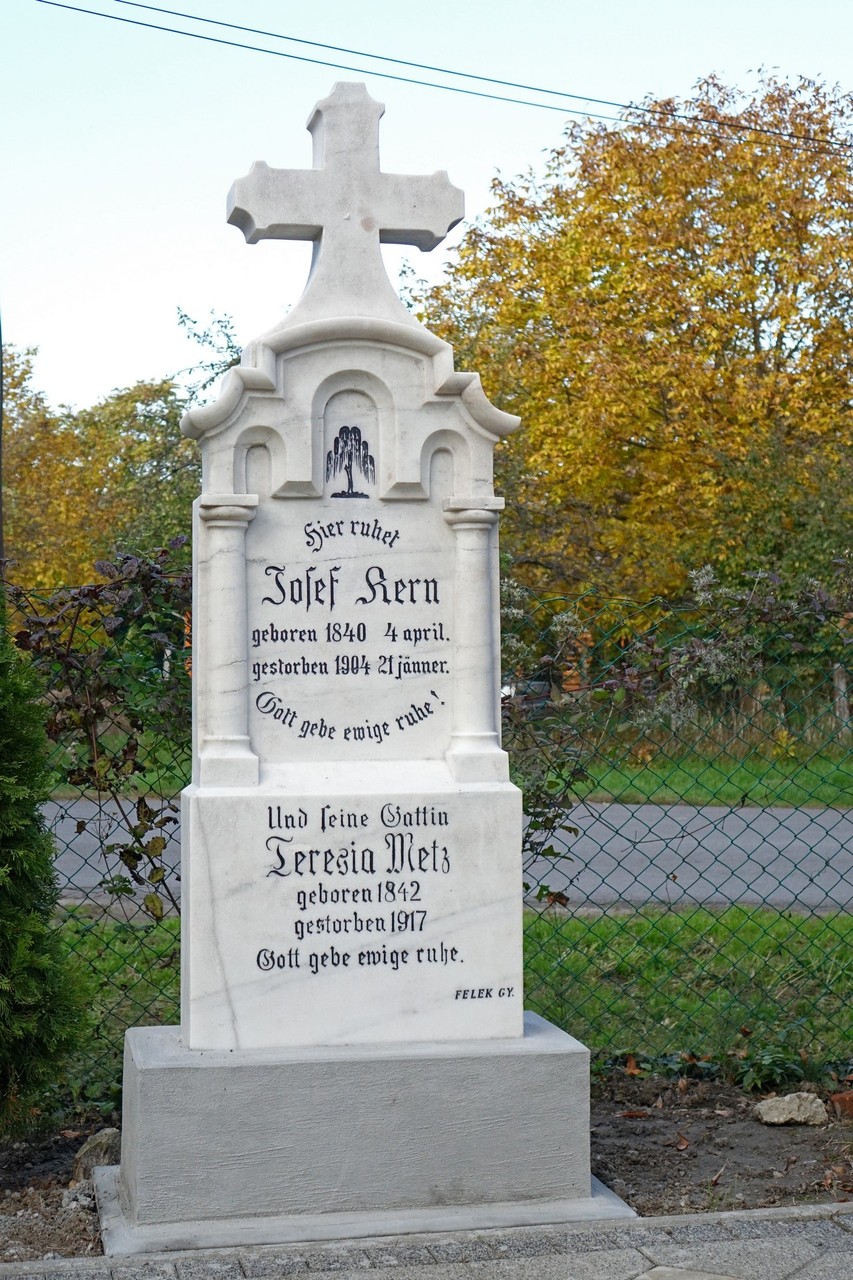 Hier ruhet
Josef Kern
geboren 1840 4 april.
gestorben 1904 21 jänner.
Gott gebe ewige ruhe!
Und seine Gattin
Teresia Metz
geboren 1842
gestorben 1917
Gott gebe ewige ruhe.
FELEK GY.